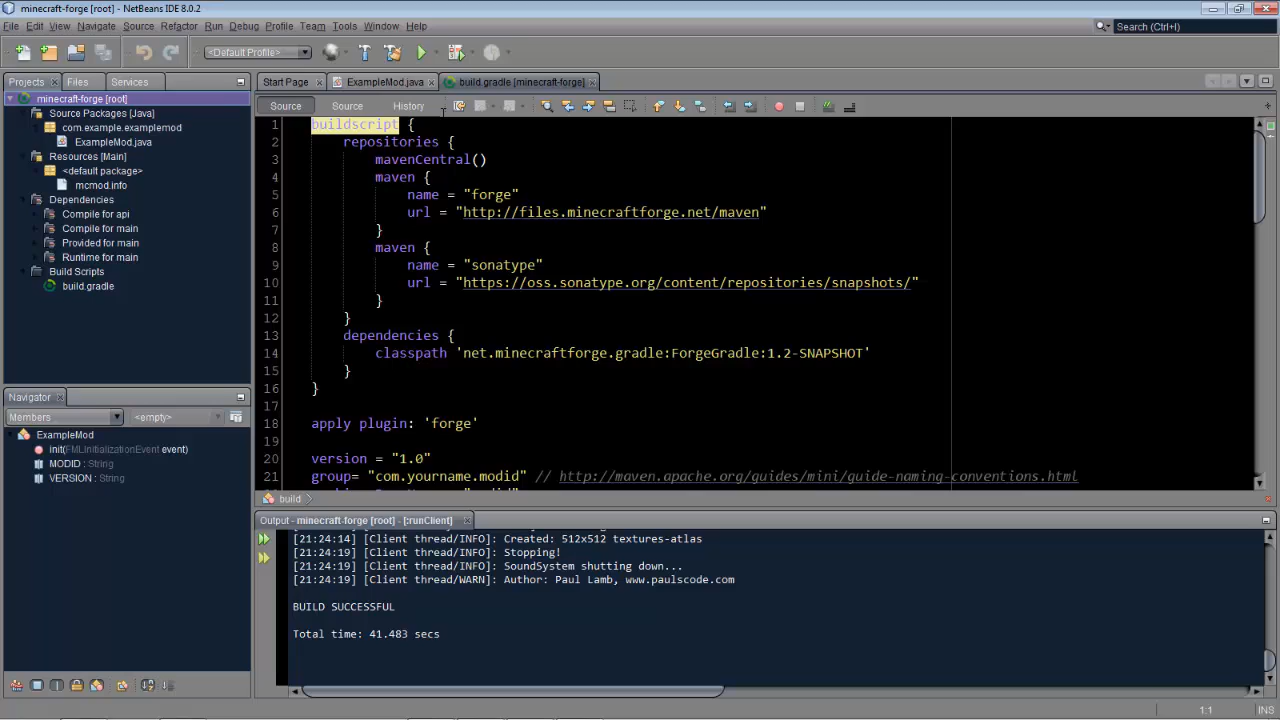 minecraft-forge [root] - NetBeans IDE 8.0.2
File Edit View Navigate Source Refactor Run Debug Profile Team Tools Window Help
Search (Ctrl+I)
<Default Profile>
Projects Files Services
Start Page ExampleMod.java build gradle [minecraft-forge]
Source Source History
minecraft-forge [root]
Source Packages [Java]
com.example.examplemod
ExampleMod.java
Resources [Main]
<default package>
mcmod.info
Dependencies
Compile for api
Compile for main
Provided for main
Runtime for main
Build Scripts
build.gradle
Navigator
Members <empty>
ExampleMod
init(FMLInitializationEvent event)
MODID : String
VERSION : String
1 buildscript {
2 repositories {
3 mavenCentral()
4 maven {
5 name = "forge"
6 url = "http://files.minecraftforge.net/maven"
7 }
8 maven {
9 name = "sonatype"
10 url = "https://oss.sonatype.org/content/repositories/snapshots/"
11 }
12 }
13 dependencies {
14 classpath 'net.minecraftforge.gradle:ForgeGradle:1.2-SNAPSHOT'
15 }
16 }
17
18 apply plugin: 'forge'
19
20 version = "1.0"
21 group= "com.yourname.modid" // http://maven.apache.org/guides/mini/guide-naming-conventions.html
build
Output - minecraft-forge [root] - [:runClient]
[21:24:14] [Client thread/INFO]: Created: 512x512 textures-atlas
[21:24:19] [Client thread/INFO]: Stopping!
[21:24:19] [Client thread/INFO]: SoundSystem shutting down...
[21:24:19] [Client thread/WARN]: Author: Paul Lamb, www.paulscode.com
BUILD SUCCESSFUL
Total time: 41.483 secs
1:1 INS